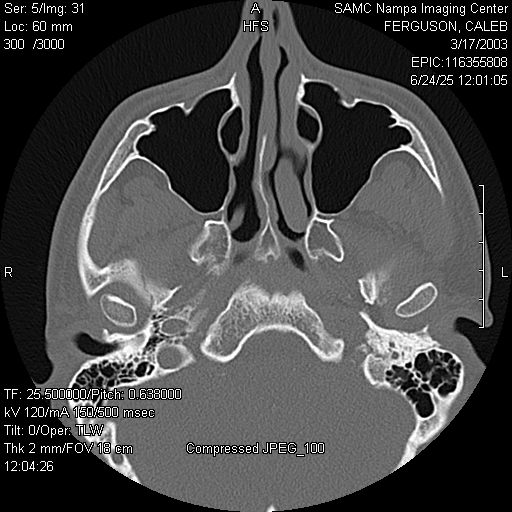 Ser: 5/Img: 31
Loc: 60 mm
300 /3000
A
HFS
SAMC Nampa Imaging Center
FERGUSON, CALEB
3/17/2003
EPIC:116355808
6/24/25 12:01:05
R
L
TF: 25.500000/Pitch: 0.638000
kV 120/mA 150/500 msec
Tilt: 0/Oper: TLW
Thk 2 mm/FOV 18 cm
12:04:26
Compressed JPEG_100